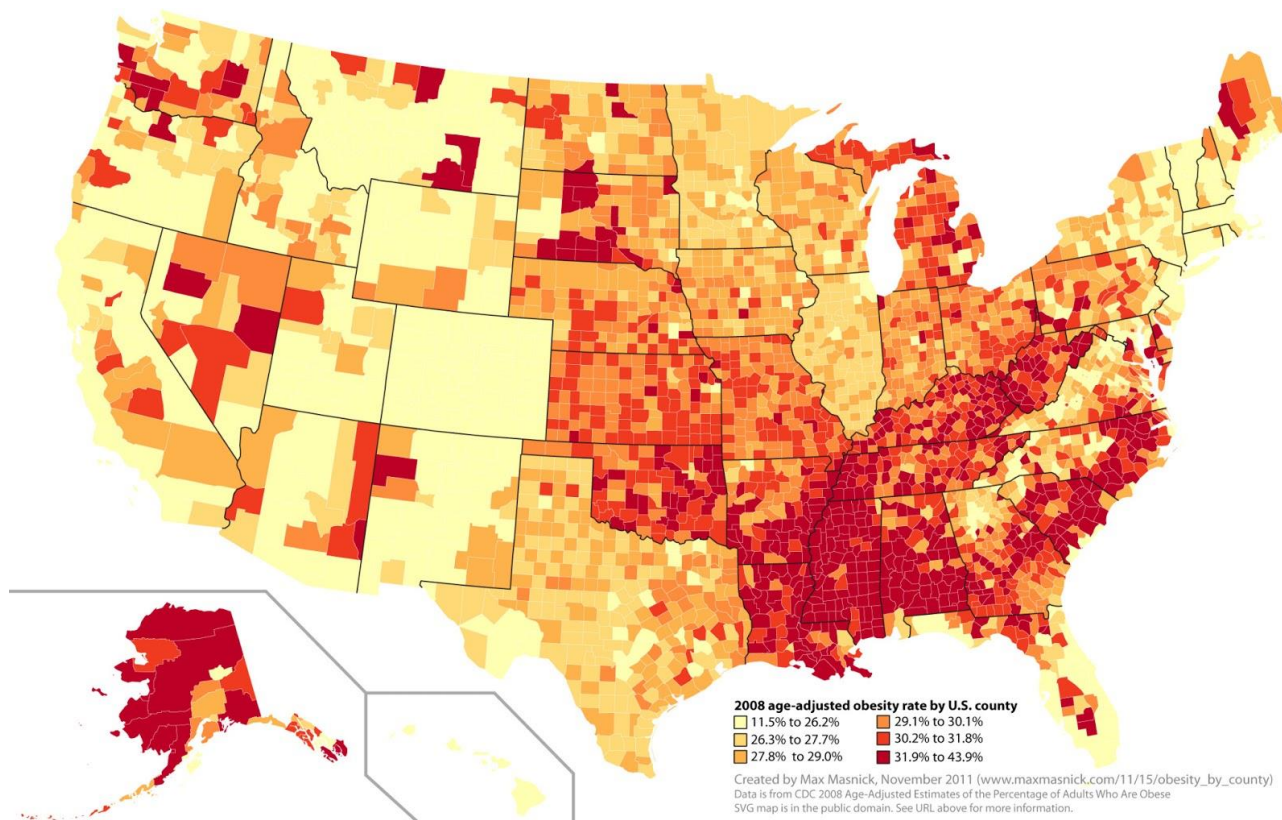 2008 age-adjusted obesity rate by U.S. county
11.5% to 26.2%
26.3% to 27.7%
27.8% to 29.0%
29.1% to 30.1%
30.2% to 31.8%
31.9% to 43.9%
Created by Max Masnick, November 2011 (www.maxmasnick.com/11/15/obesity_by_county)
Data is from CDC 2008 Age-Adjusted Estimates of the Percentage of Adults Who Are Obese
SVG map is in the public domain. See URL above for more information.